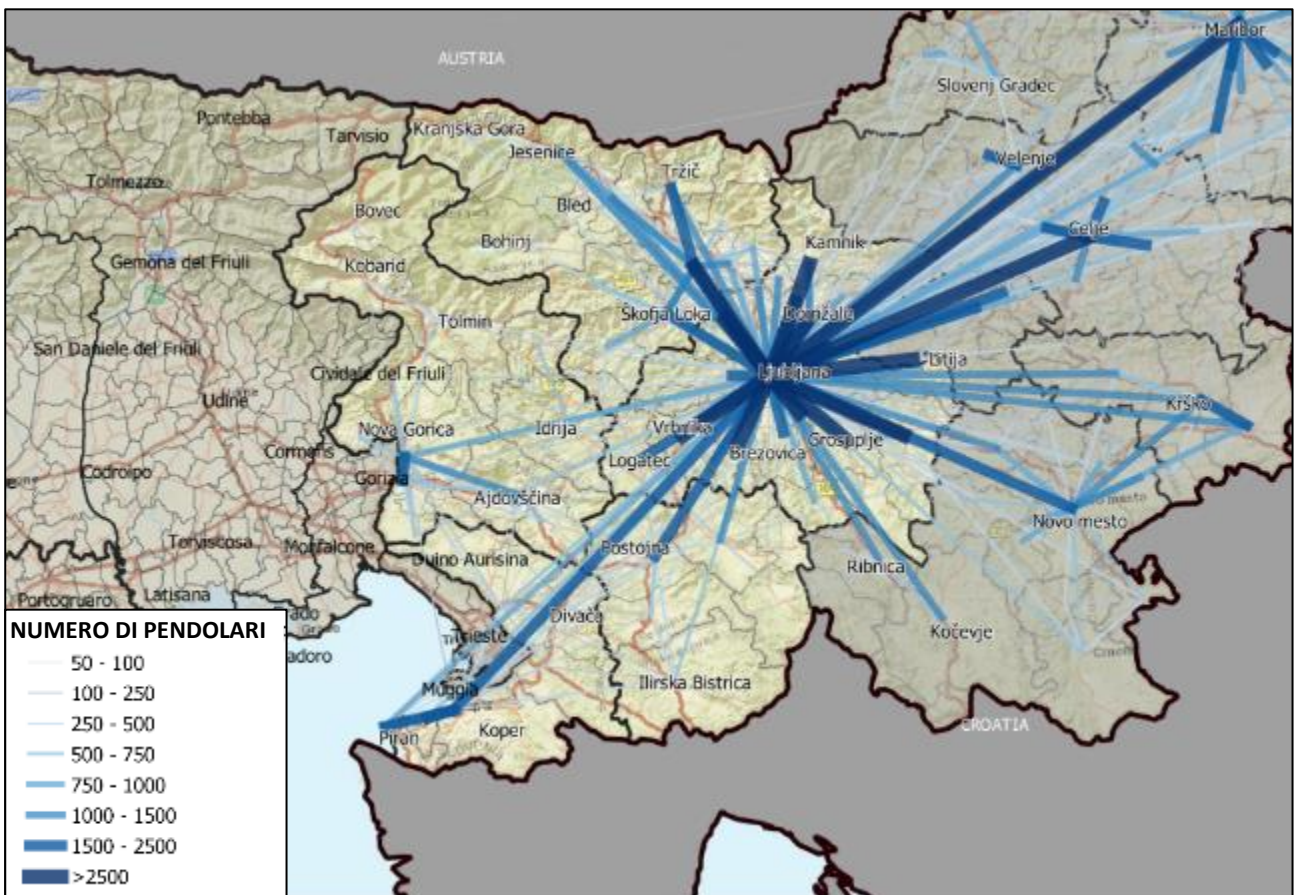 Maribor
AUSTRIA
Slovenj Gradec
Pontebba
Kranjska Gora
Tarvisio
Jesenice
Velenje
Tržič
Tolmezzo
Bled
Bovec
Celje
Bohinj
Kamnik
Gemona del Friuli
Kobarid
Škofja Loka
Domžale
Tolmin
San Daniele del Friuli
Litija
Cividale del Friuli
Ljubljana
Udine
Krško
Nova Gorica
Idrija
Vrhnika
Grosuplje
Cormons
Logatec
Brezovica
Codroipo
Gorizia
Ajdovščina
Novo mesto
Torviscosa
Monfalcone
Postojna
Duino Aurisina
Ribnica
Portogruaro
Latisana
Divača
NUMERO DI PENDOLARI
Trieste
Kočevje
Muggia
Ilirska Bistrica
CROATIA
Koper
Piran
50 - 100
100 - 250
250 - 500
500 - 750
750 - 1000
1000 - 1500
1500 - 2500
>2500